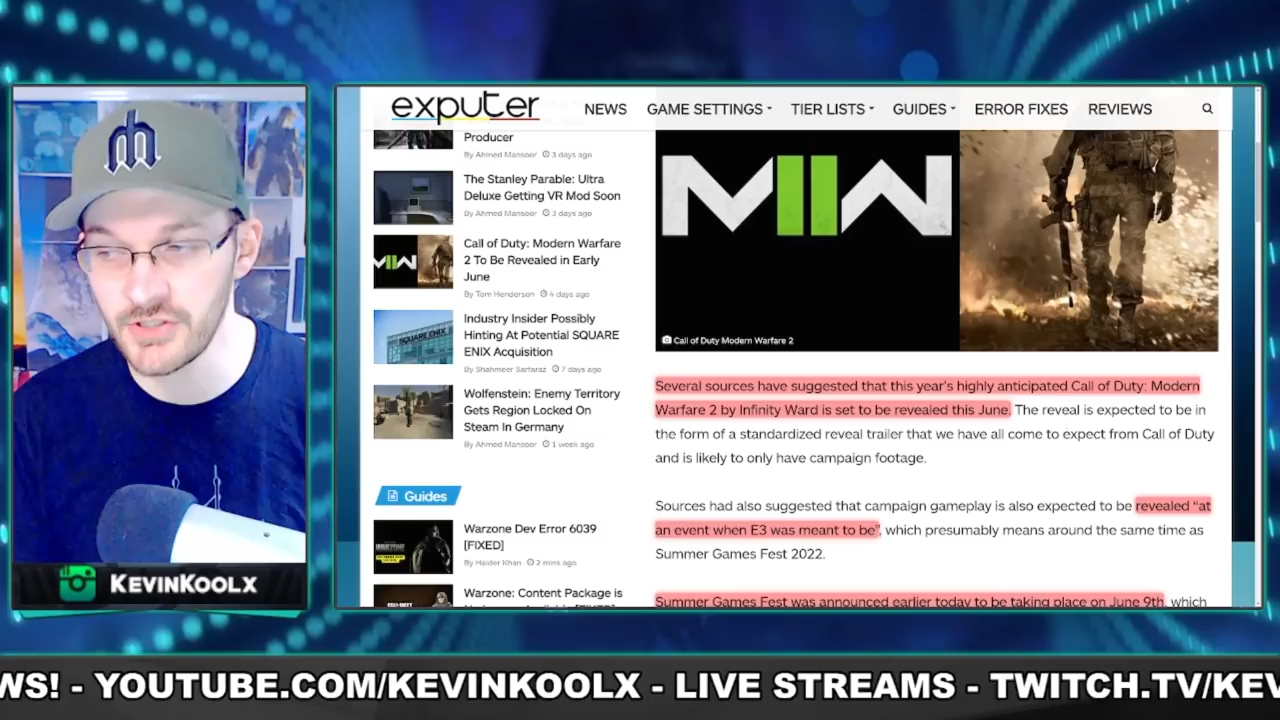 exputer
NEWS
GAME SETTINGS
TIER LISTS
GUIDES
ERROR FIXES
REVIEWS
Producer
By Ahmed Mansoor 3 days ago
The Stanley Parable: Ultra
Deluxe Getting VR Mod Soon
By Ahmed Mansoor 3 days ago
Call of Duty: Modern Warfare
2 To Be Revealed in Early
June
By Tom Henderson 4 days ago
Industry Insider Possibly
Hinting At Potential SQUARE
ENIX Acquisition
By Shahmeer Sarfaraz 7 days ago
Wolfenstein: Enemy Territory
Gets Region Locked On
Steam In Germany
By Ahmed Mansoor 1 week ago
Guides
Warzone Dev Error 6039
[FIXED]
By Haider Khan 2 mins ago
Warzone: Content Package is
MIIW
MIIW
SQUARE ENIX
Call of Duty Modern Warfare 2
Several sources have suggested that this year's highly anticipated Call of Duty: Modern
Warfare 2 by Infinity Ward is set to be revealed this June. The reveal is expected to be in
the form of a standardized reveal trailer that we have all come to expect from Call of Duty
and is likely to only have campaign footage.
Sources had also suggested that campaign gameplay is also expected to be revealed "at
an event when E3 was meant to be", which presumably means around the same time as
Summer Games Fest 2022.
Summer Games Fest was announced earlier today to be taking place on June 9th, which
KEVINKOOLX
WS! - YOUTUBE.COM/KEVINKOOLX - LIVE STREAMS - TWITCH.TV/KEV